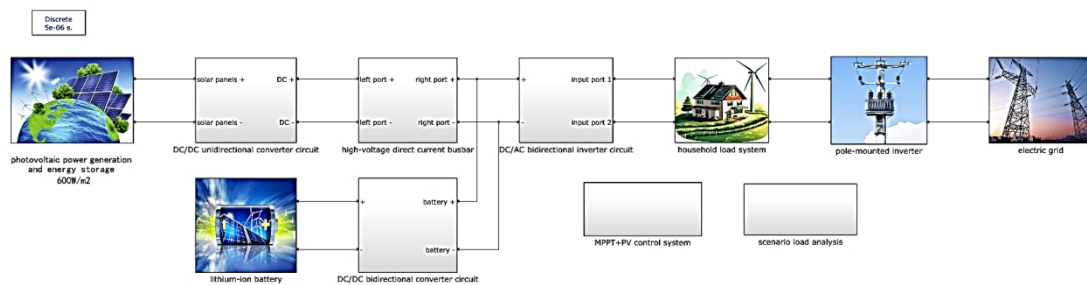 Discrete
5e-06 s.
solar panels +
DC +
left port +
right port +
+
input port 1
solar panels -
DC -
left port -
right port -
-
input port 2
photovoltaic power generation
and energy storage
600W/m2
DC/DC unidirectional converter circuit
high-voltage direct current busbar
DC/AC bidirectional inverter circuit
household load system
pole-mounted inverter
electric grid
+
battery +
-
battery -
lithium-ion battery
DC/DC bidirectional converter circuit
MPPT+PV control system
scenario load analysis